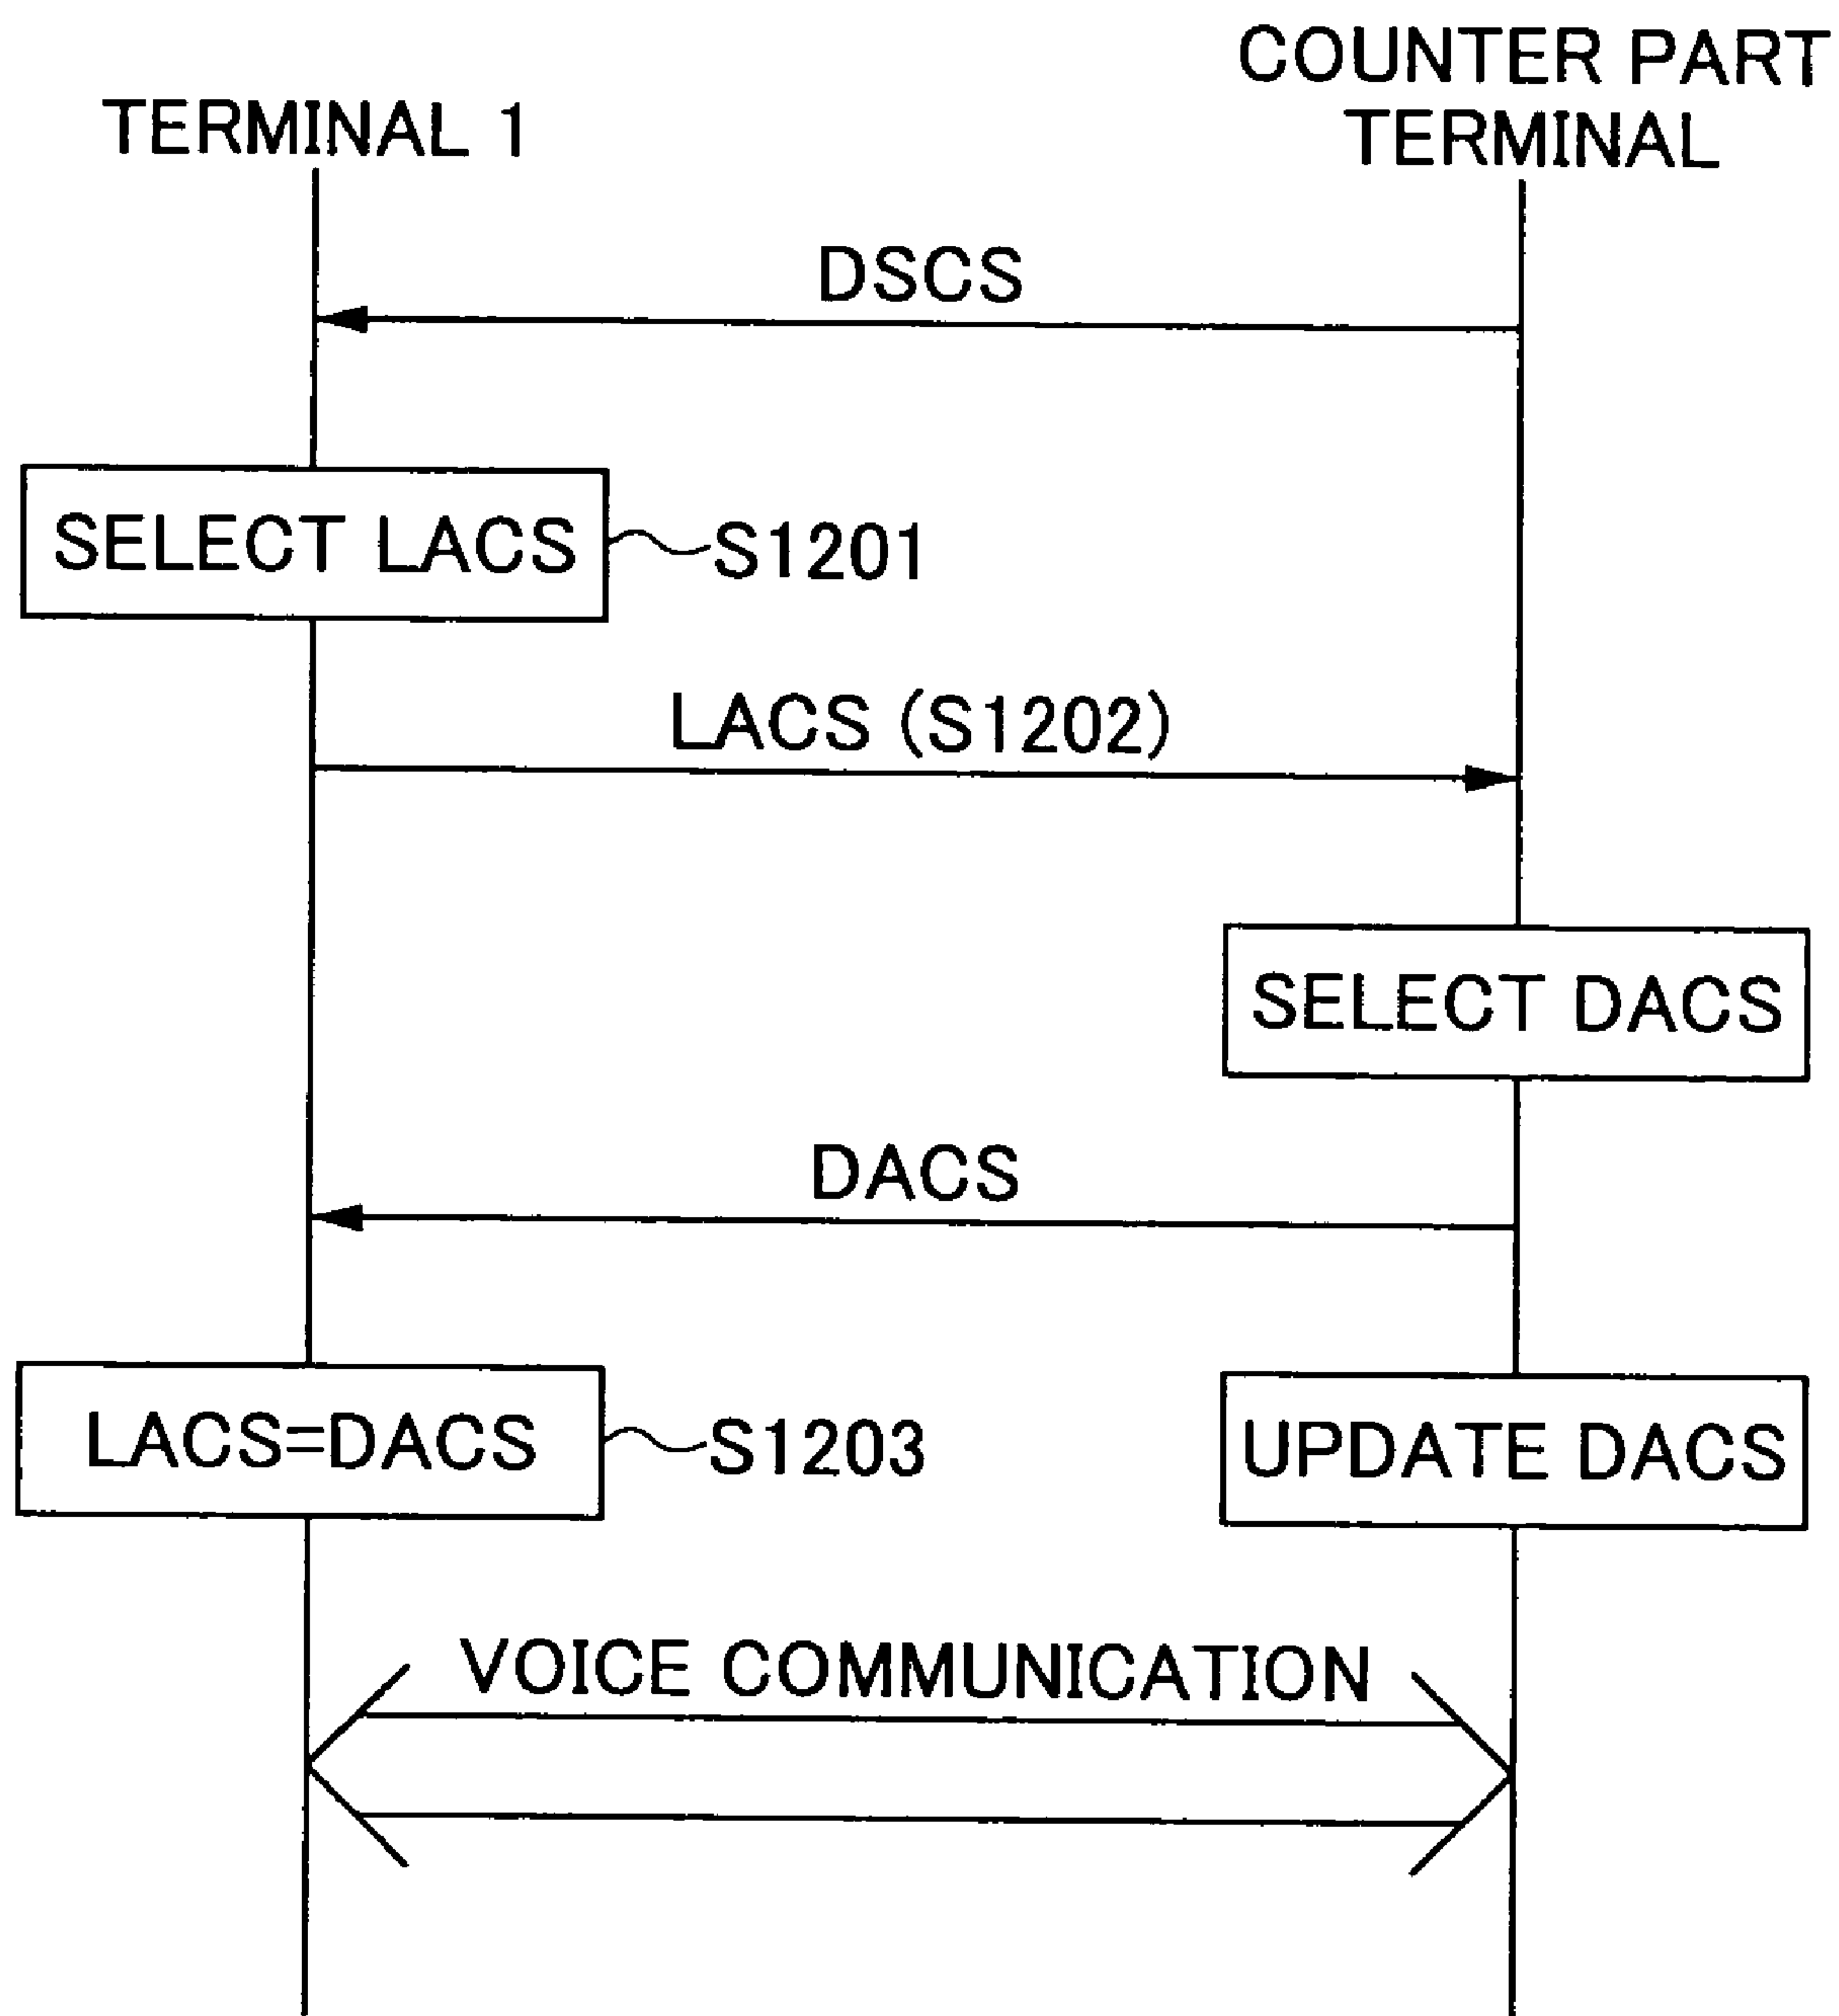 COUNTER PART
TERMINAL 1
TERMINAL
DSCS
SELECT LACS
S1201
LACS (S1202)
SELECT DACS
DACS
LACS=DACS
S1203
UPDATE DACS
VOICE COMMUNICATION